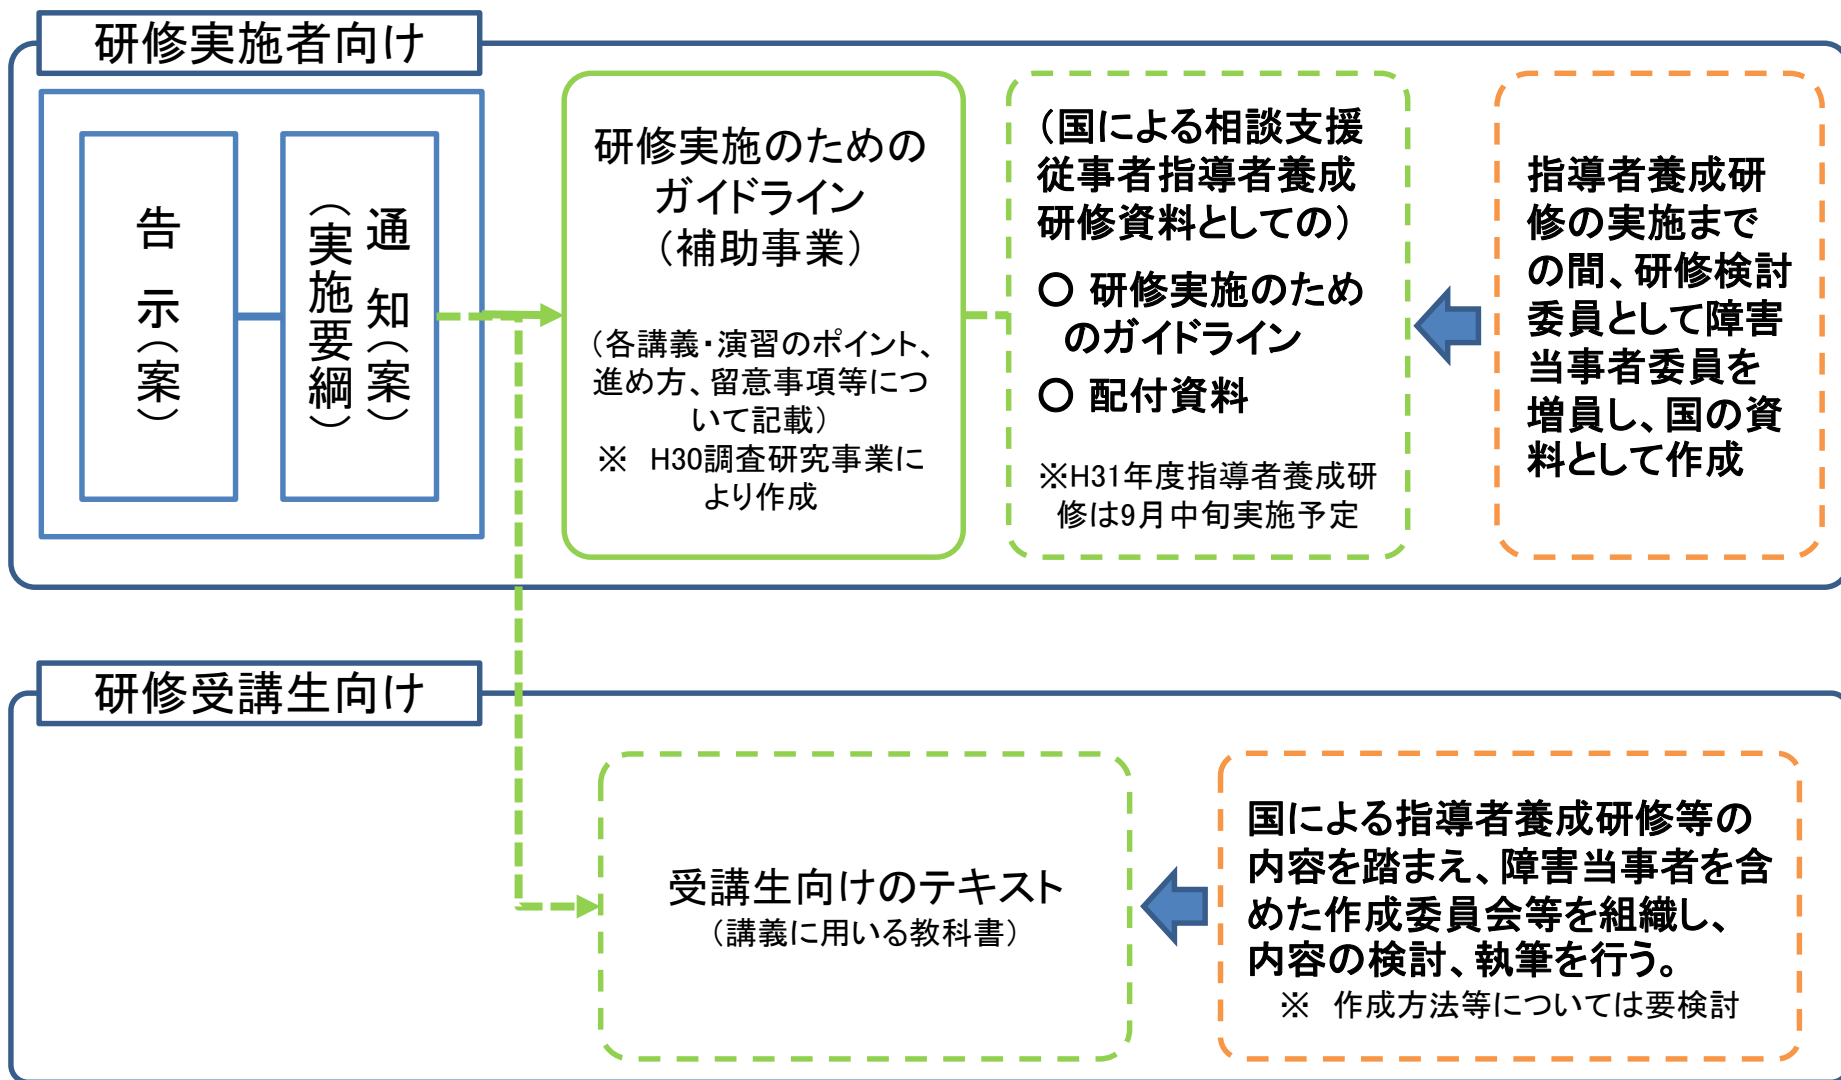 研修実施者向け
告 示（案）
通 知（案）
（実施要綱）
研修実施のための
ガイドライン
（補助事業）
（各講義・演習のポイント、
進め方、留意事項等につ
いて記載）
※ H30調査研究事業に
より作成
（国による相談支援
従事者指導者養成
研修資料としての）
○ 研修実施のため
のガイドライン
○ 配付資料
※H31年度指導者養成研
修は9月中旬実施予定
指導者養成研
修の実施まで
の間、研修検討
委員として障害
当事者委員を
増員し、国の資
料として作成
研修受講生向け
受講生向けのテキスト
（講義に用いる教科書）
国による指導者養成研修等の
内容を踏まえ、障害当事者を含
めた作成委員会等を組織し、
内容の検討、執筆を行う。
※ 作成方法等については要検討